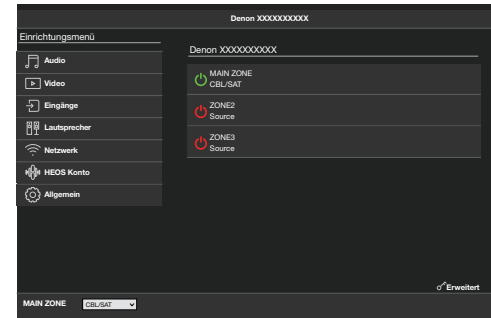 Denon XXXXXXXXXX
Einrichtungsmenü
Audio
Video
Eingänge
Lautsprecher
Netzwerk
HEOS Konto
Allgemein
Denon XXXXXXXXXX
MAIN ZONE
CBL/SAT
ZONE2
Source
ZONE3
Source
Erweitert
MAIN ZONE CBL/SAT